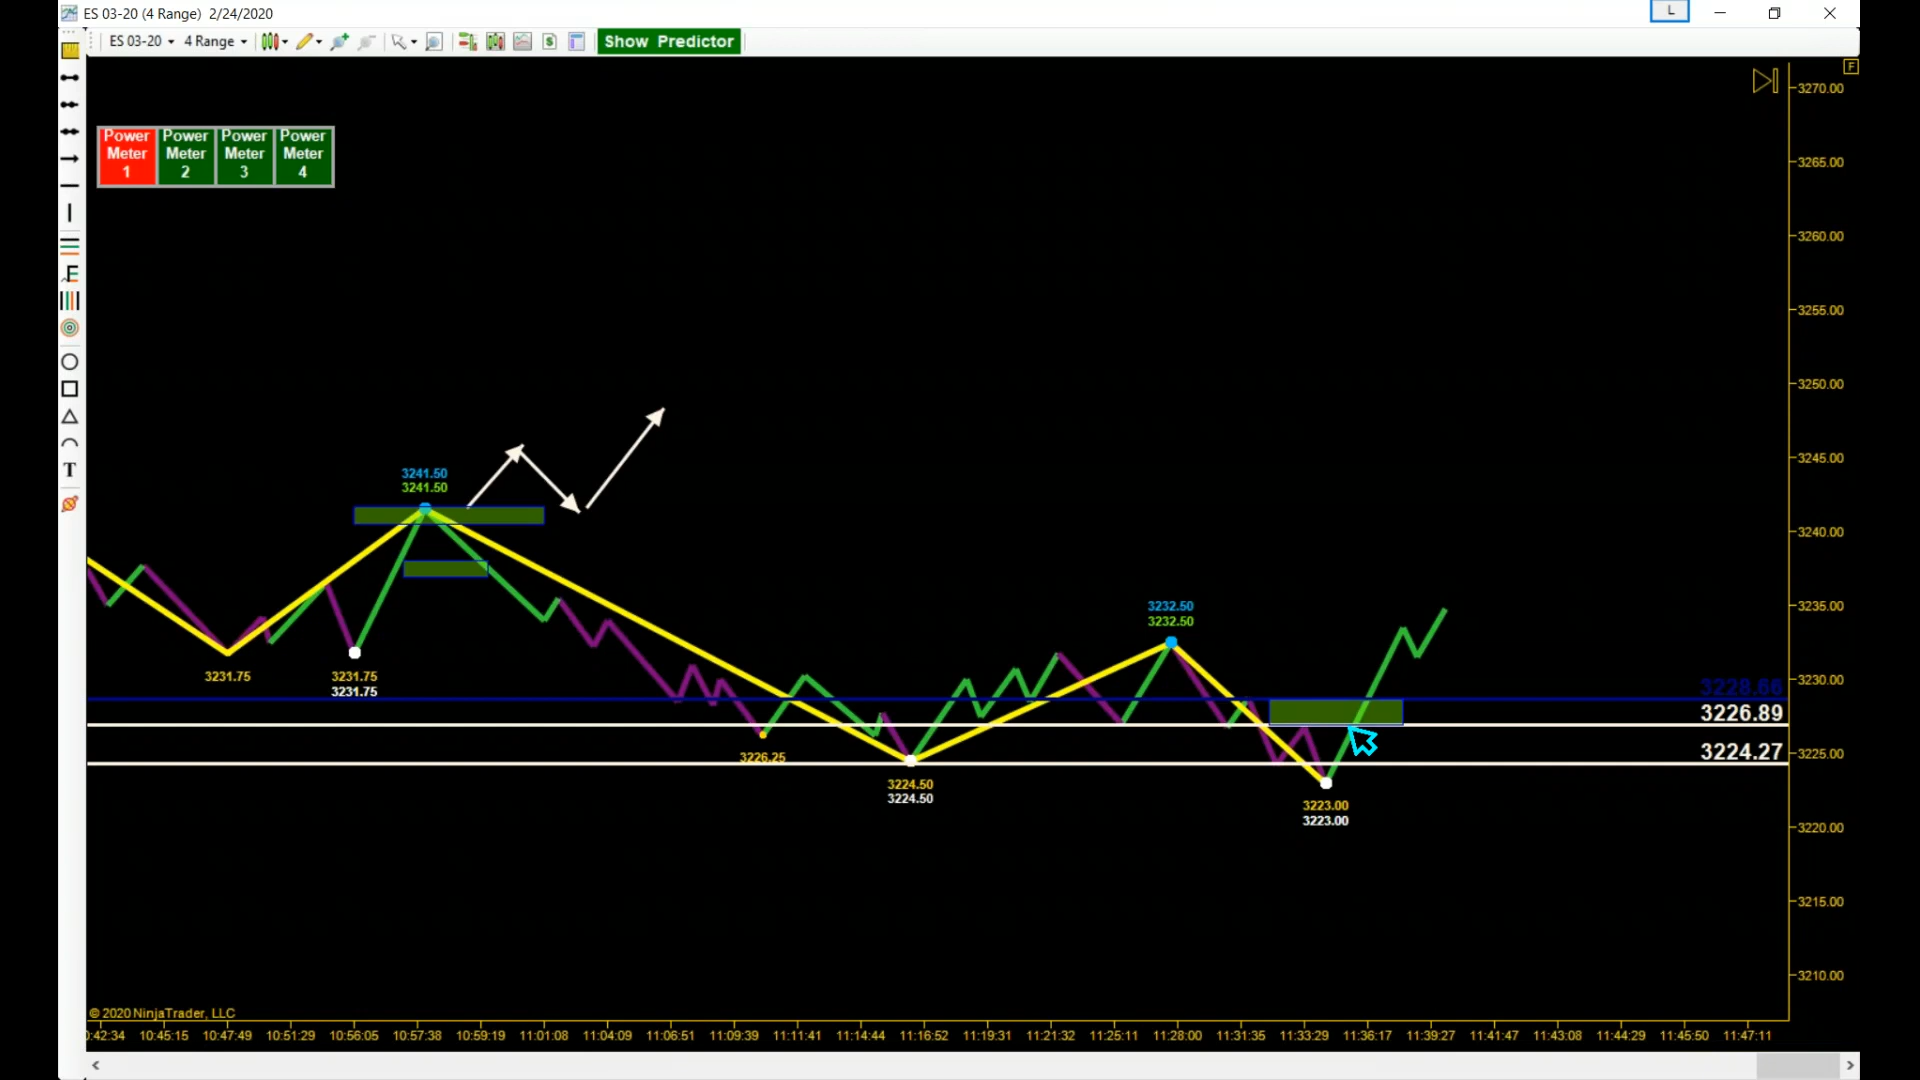 ES 03-20 (4 Range) 2/24/2020
L
ES 03-20 4 Range Show Predictor
F
Power Meter 1
Power Meter 2
Power Meter 3
Power Meter 4
3270.00
3265.00
3260.00
3255.00
3250.00
3245.00
3240.00
3235.00
3230.00
3225.00
3220.00
3215.00
3210.00
T
3241.50
3241.50
3232.50
3232.50
3231.75
3231.75
3231.75
3228.66
3226.89
3224.27
3226.25
3224.50
3224.50
3223.00
3223.00
© 2020 NinjaTrader, LLC
0:42:34 10:45:15 10:47:49 10:51:29 10:56:05 10:57:38 10:59:19 11:01:08 11:04:09 11:06:51 11:09:39 11:11:41 11:14:44 11:16:52 11:19:31 11:21:32 11:25:11 11:28:00 11:31:35 11:33:29 11:36:17 11:39:27 11:41:47 11:43:08 11:44:29 11:45:50 11:47:11